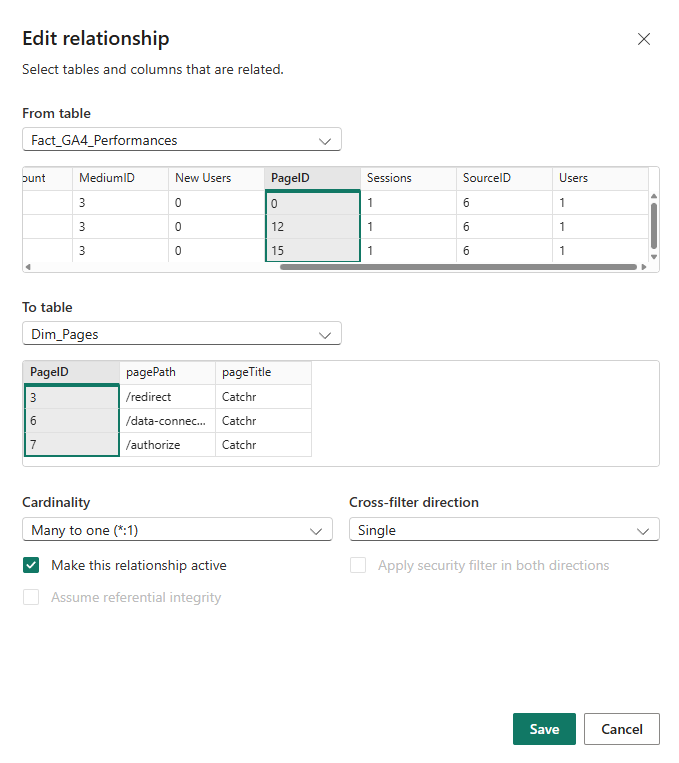 Edit relationship
Select tables and columns that are related.
From table
Fact_GA4_Performances
ount MediumID New Users PageID Sessions SourceID Users
3 0 0 1 6 1
3 0 12 1 6 1
3 0 15 1 6 1
To table
Dim_Pages
PageID pagePath pageTitle
3 /redirect Catchr
6 /data-connec... Catchr
7 /authorize Catchr
Cardinality Cross-filter direction
Many to one (*:1) Single
Make this relationship active Apply security filter in both directions
Assume referential integrity
Save Cancel